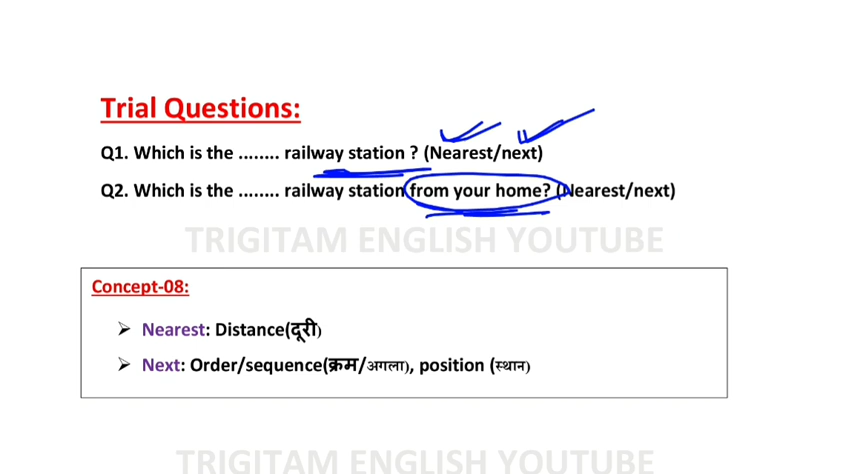 Trial Questions:
Q1. Which is the ........ railway station ? (Nearest/next)
Q2. Which is the ........ railway station from your home? (Nearest/next)
TRIGITAM ENGLISH YOUTUBE
Concept-08:
➢ Nearest: Distance(दूरी)
➢ Next: Order/sequence(क्रम/अगला), position (स्थान)
TRIGITAM ENGLISH YOUTUBE